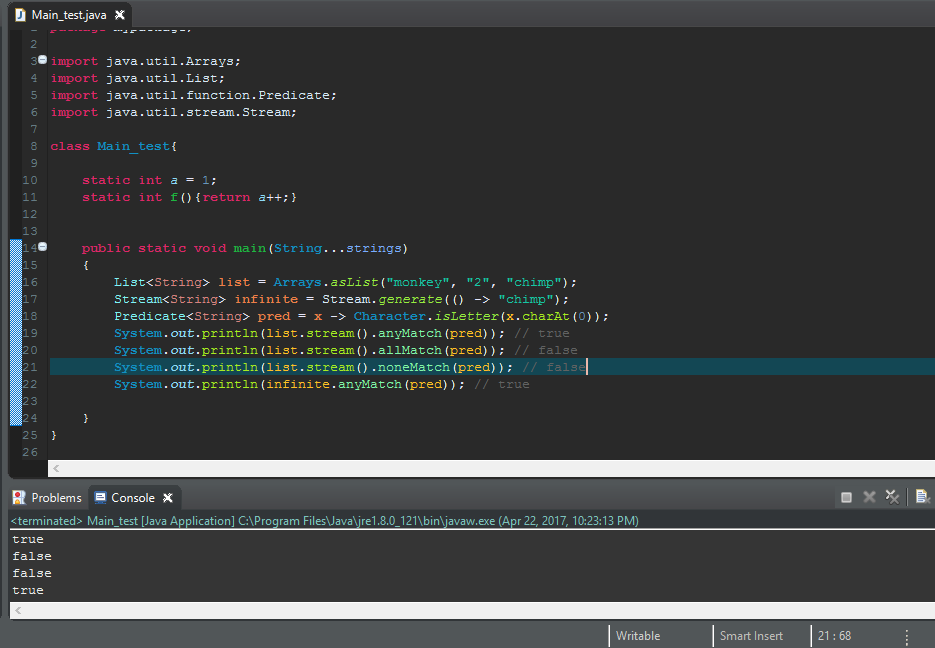 Main_test.java
2
3 import java.util.Arrays;
4 import java.util.List;
5 import java.util.function.Predicate;
6 import java.util.stream.Stream;
7
8 class Main_test{
9
10 static int a = 1;
11 static int f(){return a++;}
12
13
14 public static void main(String...strings)
15 {
16 List<String> list = Arrays.asList("monkey", "2", "chimp");
17 Stream<String> infinite = Stream.generate(() -> "chimp");
18 Predicate<String> pred = x -> Character.isLetter(x.charAt(0));
19 System.out.println(list.stream().anyMatch(pred)); // true
20 System.out.println(list.stream().allMatch(pred)); // false
21 System.out.println(list.stream().noneMatch(pred)); // false
22 System.out.println(infinite.anyMatch(pred)); // true
23
24 }
25 }
26
Problems Console
<terminated> Main_test [Java Application] C:\Program Files\Java\jre1.8.0_121\bin\javaw.exe (Apr 22, 2017, 10:23:13 PM)
true
false
false
true
Writable Smart Insert 21 : 68